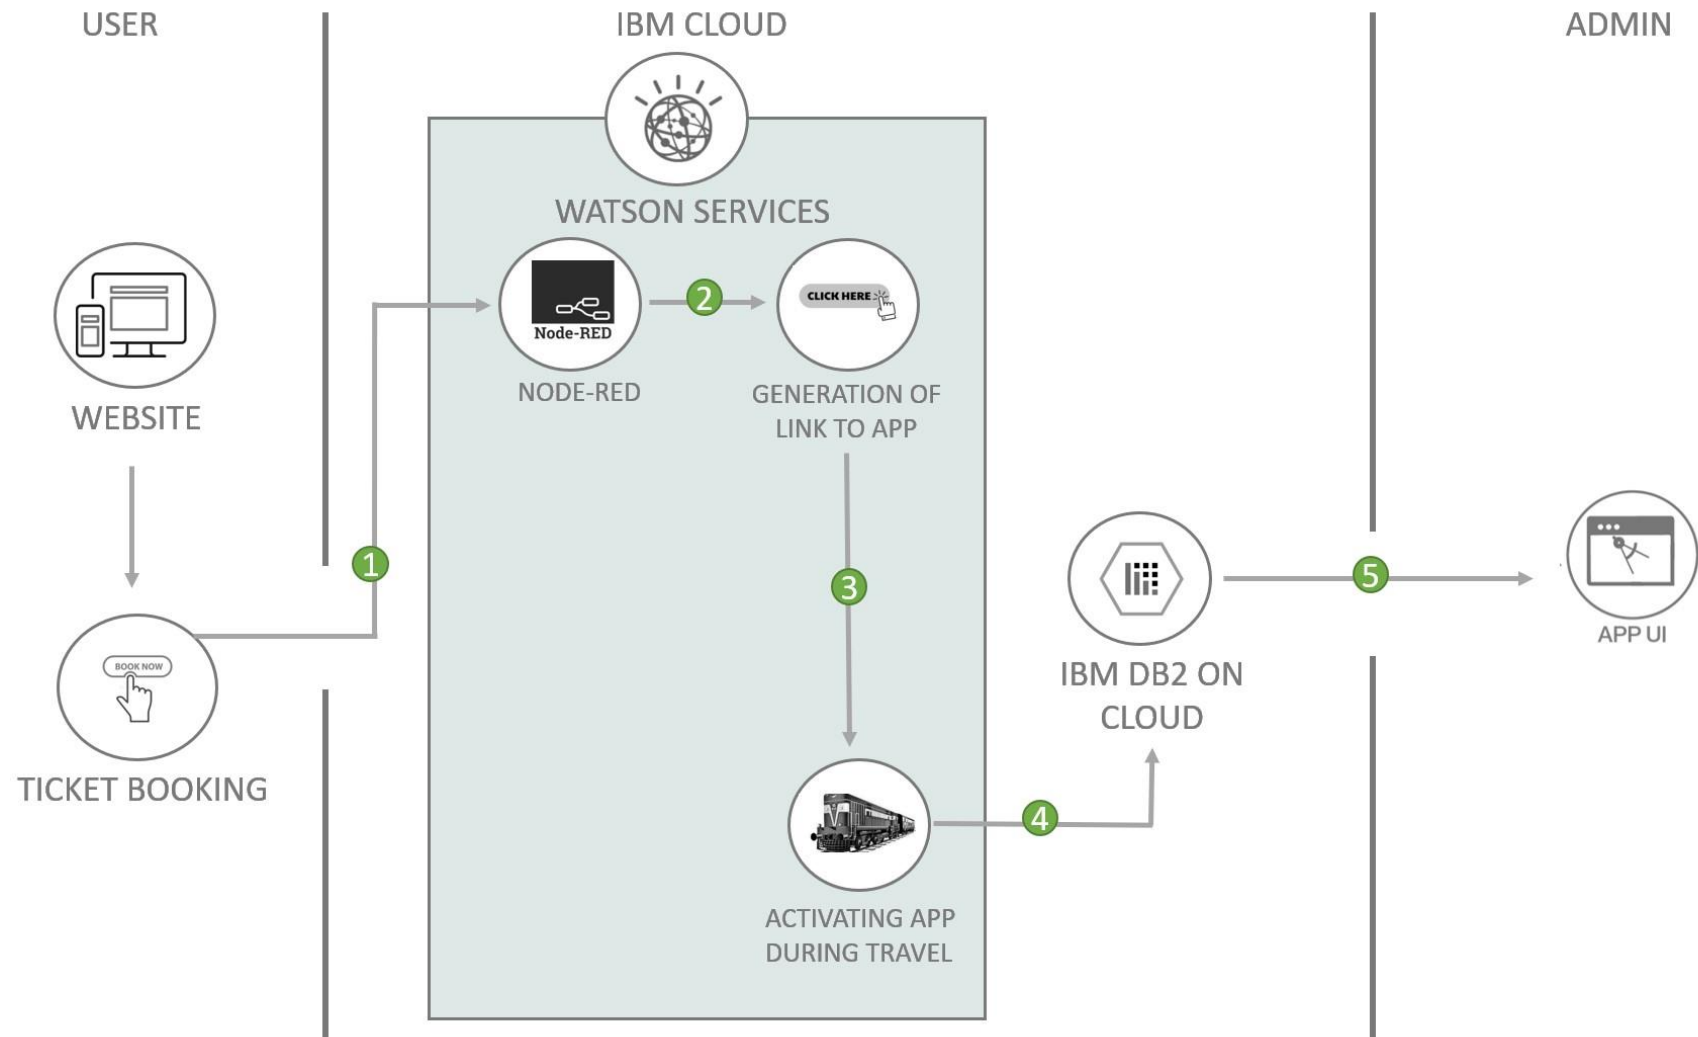 USER
IBM CLOUD
ADMIN
WATSON SERVICES
Node-RED
CLICK HERE
2
NODE-RED
GENERATION OF
LINK TO APP
WEBSITE
1
BOOK NOW
TICKET BOOKING
3
5
APP UI
IBM DB2 ON
CLOUD
4
ACTIVATING APP
DURING TRAVEL